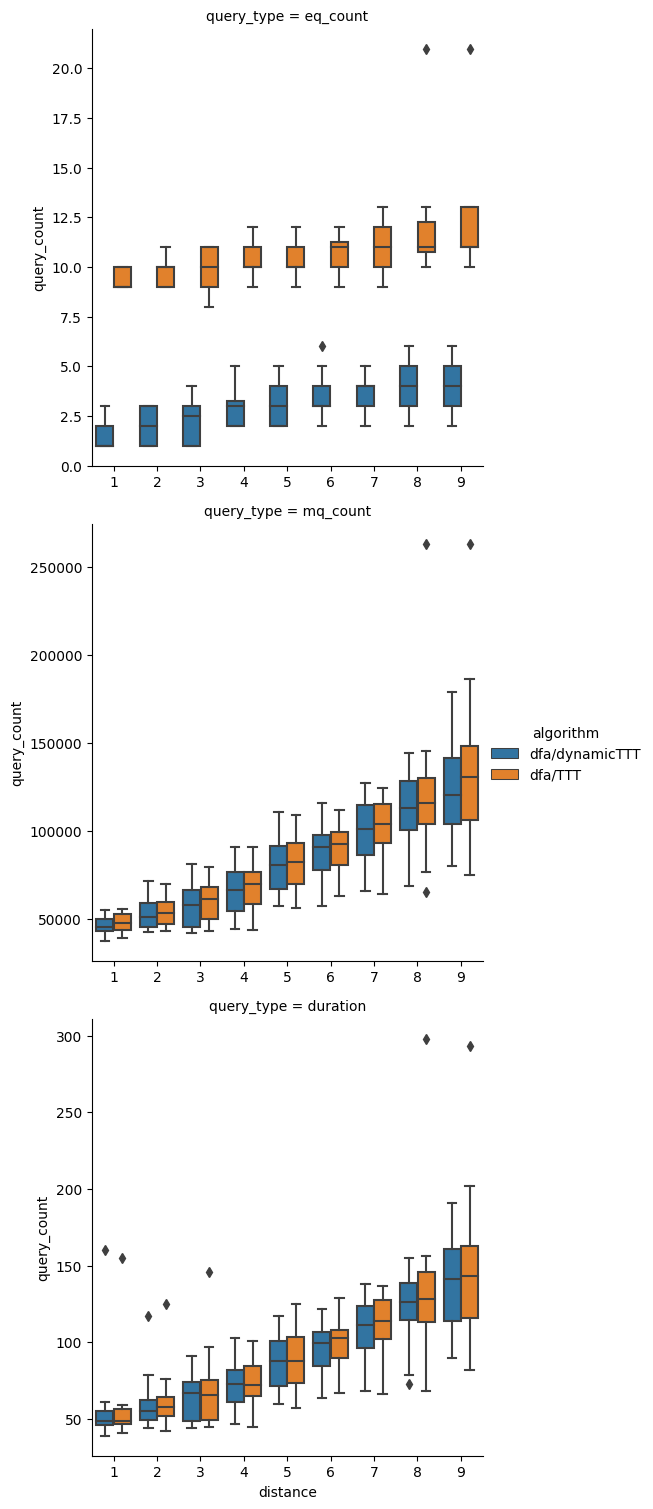 query_type = eq_count
query_count
20.0
17.5
15.0
12.5
10.0
7.5
5.0
2.5
0.0
1 2 3 4 5 6 7 8 9
query_type = mq_count
query_count
250000
200000
150000
100000
50000
1 2 3 4 5 6 7 8 9
algorithm
dfa/dynamicTTT
dfa/TTT
query_type = duration
query_count
300
250
200
150
100
50
1 2 3 4 5 6 7 8 9
distance